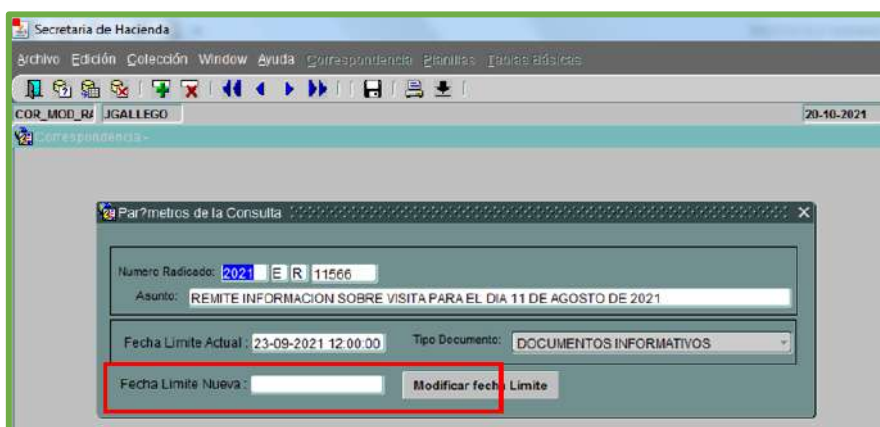 Secretaria de Hacienda
Archivo Edición Colección Window Ayuda Correspondencia Planillas Tablas Básicas
COR_MOD_RA JGALLEGO 20-10-2021
Correspondencia -
Par?metros de la Consulta
Numero Radicado: 2021 E R 11566
Asunto: REMITE INFORMACION SOBRE VISITA PARA EL DIA 11 DE AGOSTO DE 2021
Fecha Limite Actual : 23-09-2021 12:00:00 Tipo Documento: DOCUMENTOS INFORMATIVOS
Fecha Limite Nueva : Modificar fecha Limite